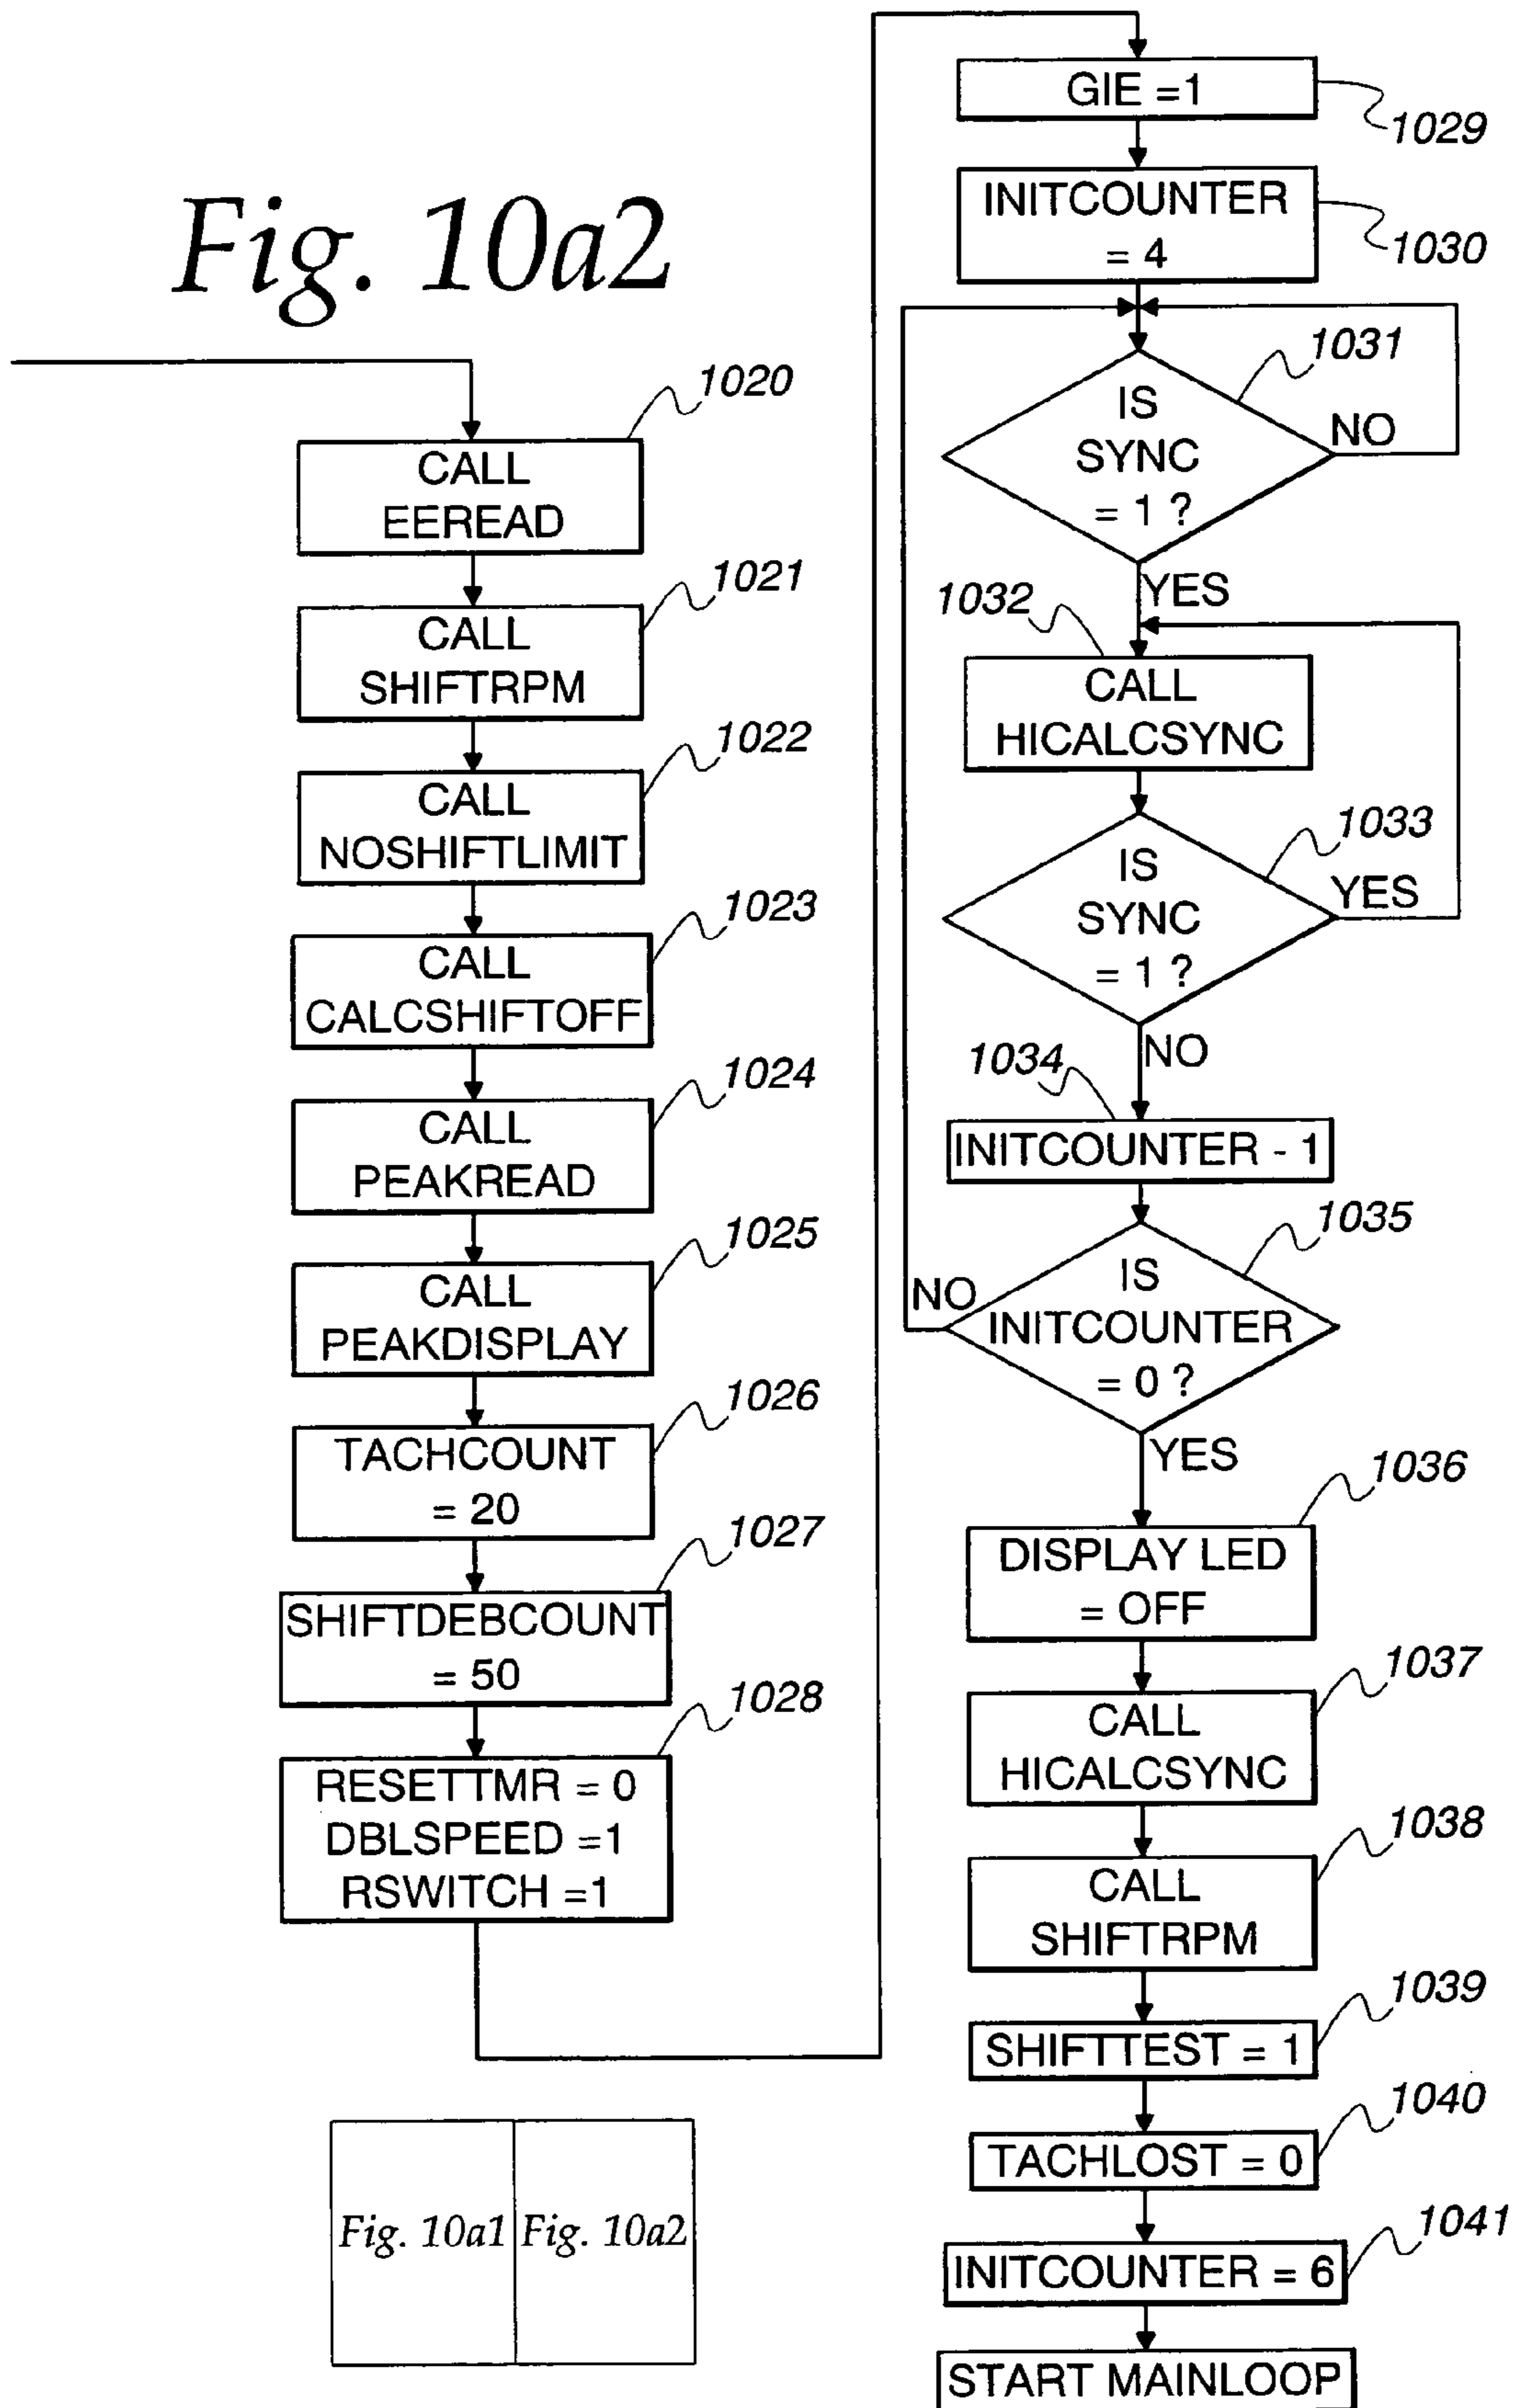 Fig. 10a2
1020
CALL
EEREAD
1021
CALL
SHIFTRPM
1022
CALL
NOSHIFTLIMIT
1023
CALL
CALCSHIFTOFF
1024
CALL
PEAKREAD
1025
CALL
PEAKDISPLAY
1026
TACHCOUNT
= 20
1027
SHIFTDEBCOUNT
= 50
1028
RESETTMR = 0
DBLSPEED =1
RSWITCH =1
Fig. 10a1
Fig. 10a2
GIE =1
1029
INITCOUNTER
= 4
1030
1031
IS
SYNC
= 1 ?
NO
YES
1032
CALL
HICALCSYNC
1033
IS
SYNC
= 1 ?
YES
NO
1034
INITCOUNTER - 1
1035
IS
INITCOUNTER
= 0 ?
NO
YES
1036
DISPLAY LED
= OFF
1037
CALL
HICALCSYNC
1038
CALL
SHIFTRPM
1039
SHIFTTEST = 1
1040
TACHLOST = 0
1041
INITCOUNTER = 6
START MAINLOOP